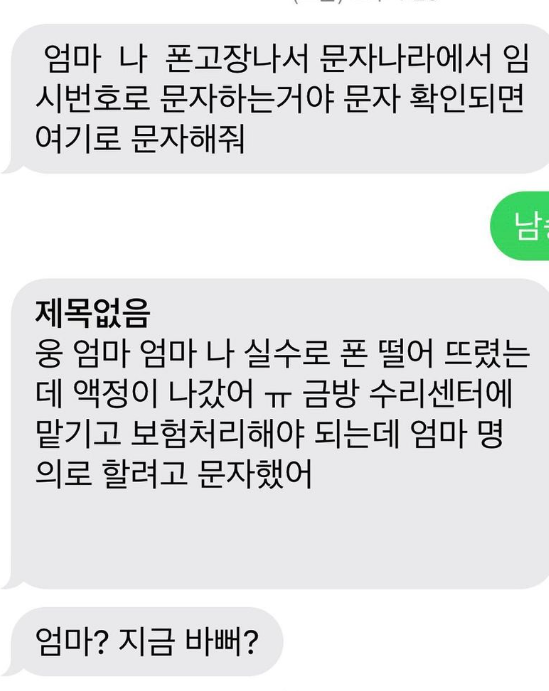 엄마 나 폰고장나서 문자나라에서 임
시번호로 문자하는거야 문자 확인되면
여기로 문자해줘
제목없음
웅 엄마 엄마 나 실수로 폰 떨어 뜨렸는
데 액정이 나갔어 ㅠ 금방 수리센터에
맡기고 보험처리해야 되는데 엄마 명
의로 할려고 문자했어
엄마? 지금 바뻐?